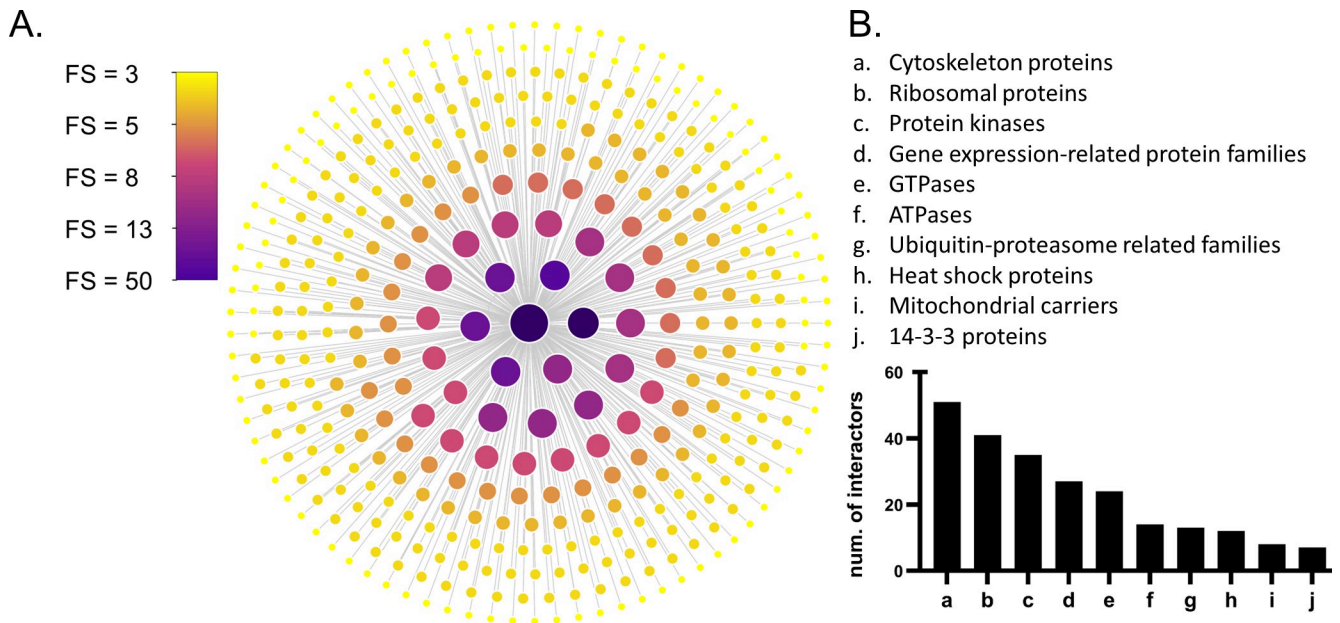 A.
FS = 3
FS = 5
FS = 8
FS = 13
FS = 50
B.
a. Cytoskeleton proteins
b. Ribosomal proteins
c. Protein kinases
d. Gene expression-related protein families
e. GTPases
f. ATPases
g. Ubiquitin-proteasome related families
h. Heat shock proteins
i. Mitochondrial carriers
j. 14-3-3 proteins
num. of interactors
60
40
20
0
a b c d e f g h i j